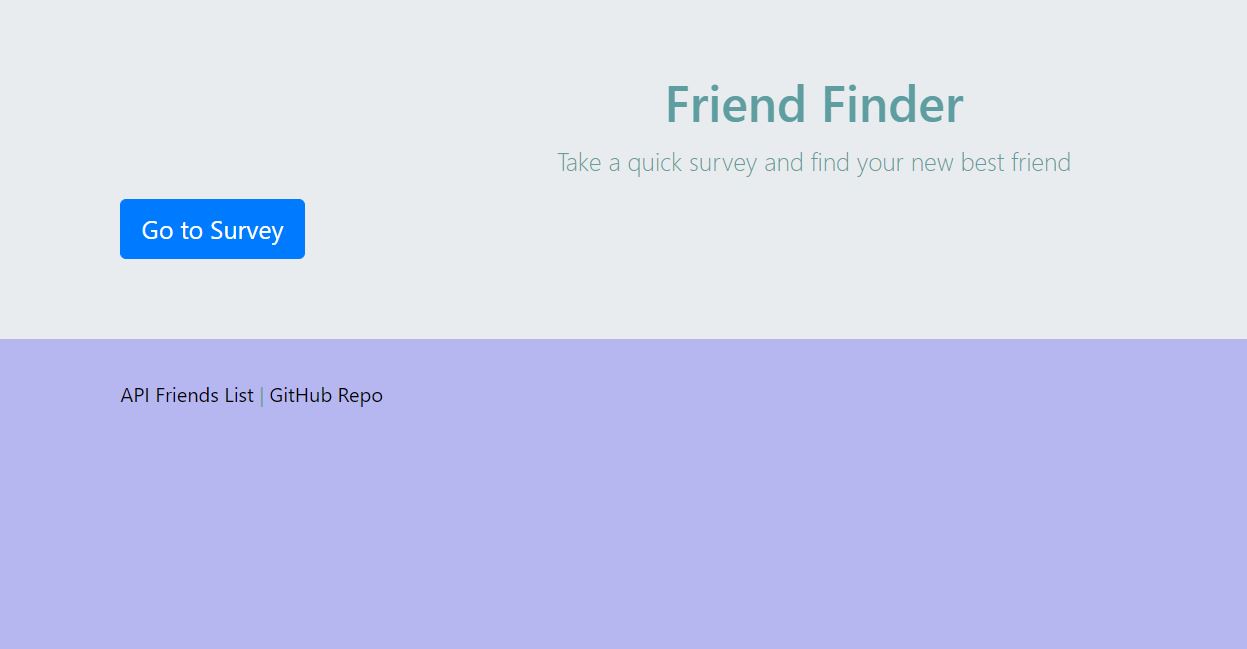 Friend Finder
Take a quick survey and find your new best friend
Go to Survey
API Friends List | GitHub Repo